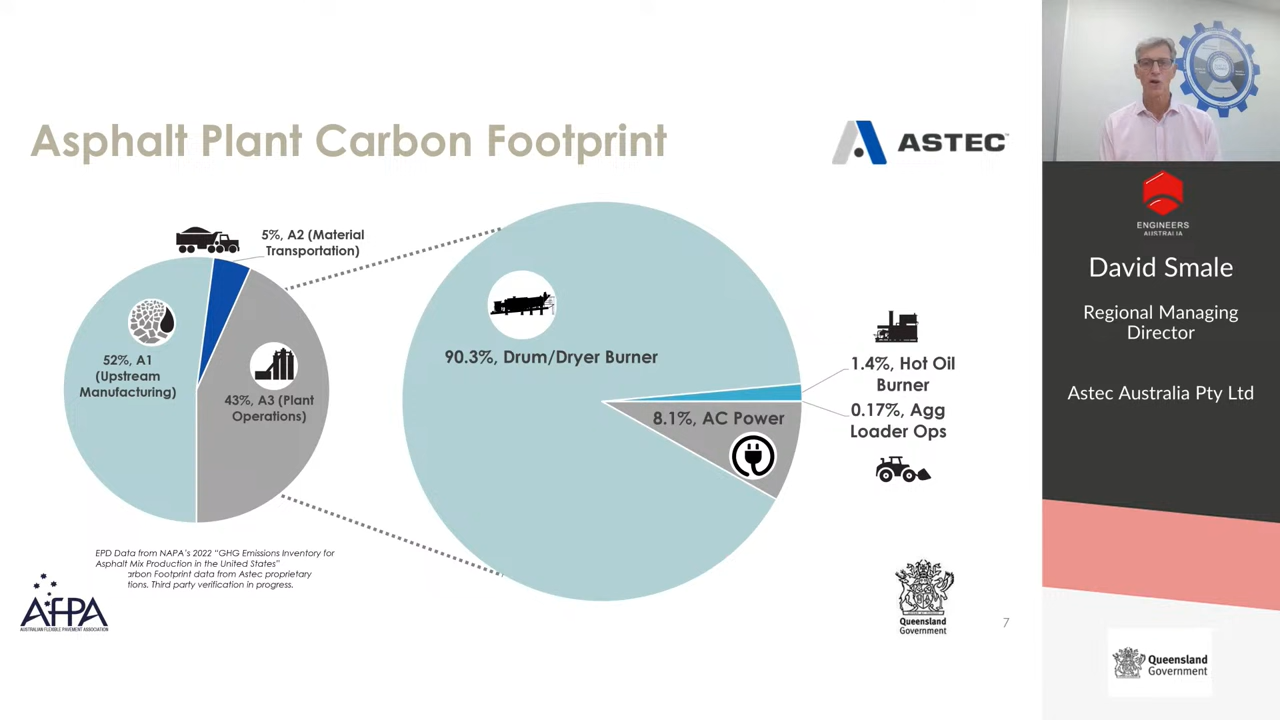 Asphalt Plant Carbon Footprint
ASTEC
5%, A2 (Material
Transportation)
52%, A1
(Upstream
Manufacturing)
43%, A3 (Plant
Operations)
90.3%, Drum/Dryer Burner
1.4%, Hot Oil
Burner
8.1%, AC Power
0.17%, Agg
Loader Ops
EPD Data from NAPA's 2022 "GHG Emissions Inventory for
Asphalt Mix Production in the United States"
arbon Footprint data from Astec proprietary
tions. Third party verification in progress.
AfPA
AUSTRALIAN FLEXIBLE PAVEMENT ASSOCIATION
Queensland
Government
7
ENGINEERS
AUSTRALIA
David Smale
Regional Managing
Director
Astec Australia Pty Ltd
Queensland
Government